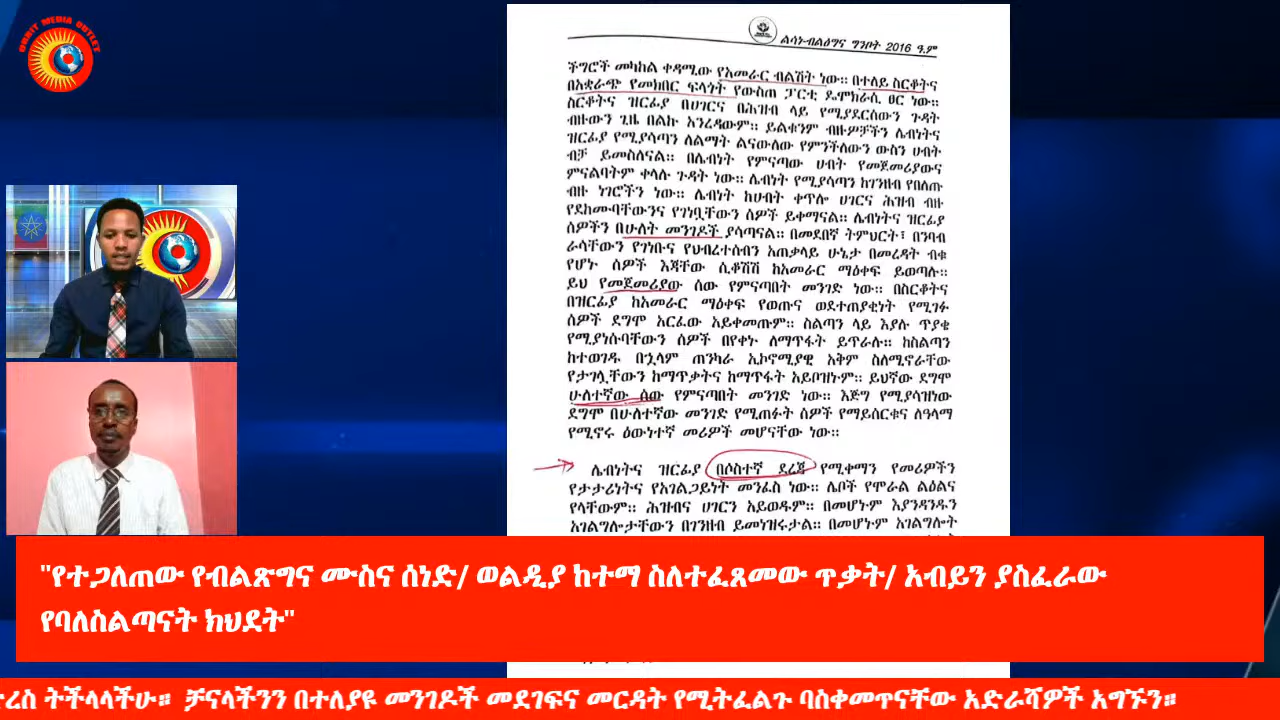 ORBIT MEDIA OUTLET
ልሳነ-ብልፅግና ግንቦት 2016 ዓ.ም
ችግሮች መካከል ቀዳሚው የአመራር ብልሽት ነው፡፡ በተለይ ስርቆትና
በአቋራጭ የመክበር ፍላጎት የውስጠ ፓርቲ ዴሞክራሲ ፀር ነው፡፡
ስርቆትና ዝርፊያ በሀገርና በሕዝብ ላይ የሚያደርሰውን ጉዳት
ብዙውን ጊዜ በልኩ አንረዳውም፡፡ ይልቁንም ብዙዎቻችን ሌብነትና
ዝርፊያ የሚያሳጣን ለልማት ልናውለው የምንችለውን ውስን ሀብት
ብቻ ይመስለናል፡፡ በሌብነት የምናጣው ሀብት የመጀመሪያውና
ምናልባትም ቀላሉ ጉዳት ነው፡፡ ሌብነት የሚያሳጣን ከገንዘብ የበለጡ
ብዙ ነገሮችን ነው፡፡ ሌብነት ከሀብት ቀጥሎ ሀገርና ሕዝብ ብዙ
የደከሙባቸውንና የገነቧቸውን ሰዎች ይቀማናል፡፡ ሌብነትና ዝርፊያ
ሰዎችን በሁለት መንገዶች ያሳጣናል፡፡ በመደበኛ ትምህርት፣ በንባብ
ራሳቸውን የገነቡና የህብረተሰብን አጠቃላይ ሁኔታ በመረዳት ብቁ
የሆኑ ሰዎች እጃቸው ሲቆሽሽ ከአመራር ማዕቀፍ ይወጣሉ፡፡
ይህ የመጀመሪያው ሰው የምናጣበት መንገድ ነው፡፡ በስርቆትና
በዝርፊያ ከአመራር ማዕቀፍ የወጡና ወደተጠያቂነት የሚገፉ
ሰዎች ደግሞ አርፈው አይቀመጡም፡፡ ስልጣን ላይ እያሉ ጥያቄ
የሚያነሱባቸውን ሰዎች በየቀኑ ለማጥፋት ይጥራሉ፡፡ ከስልጣን
ከተወገዱ በኋላም ጠንካራ ኢኮኖሚያዊ አቅም ስለሚኖራቸው
የታገሏቸውን ከማጥቃትና ከማጥፋት አይቦዝኑም፡፡ ይህኛው ደግሞ
ሁለተኛው ሰው የምናጣበት መንገድ ነው፡፡ እጅግ የሚያሳዝነው
ደግሞ በሁለተኛው መንገድ የሚጠፉት ሰዎች የማይሰርቁና ለዓላማ
የሚኖሩ ዕውነተኛ መሪዎች መሆናቸው ነው፡፡
ሌብነትና ዝርፊያ በሶስተኛ ደረጃ የሚቀማን የመሪዎችን
የታታሪነትና የአገልጋይነት መንፈስ ነው፡፡ ሌቦች የሞራል ልዕልና
የላቸውም፡፡ ሕዝብና ሀገርን አይወዱም፡፡ በመሆኑም እያንዳንዱን
አገልግሎታቸውን በገንዘብ ይመነዝሩታል፡፡ በመሆኑም አገልግሎት
"የተጋለጠው የብልጽግና ሙስና ሰነድ/ ወልዲያ ከተማ ስለተፈጸመው ጥቃት/ አብይን ያስፈራው
የባለስልጣናት ክህደት"
ትችላላችሁ። ቻናላችንን በተለያዩ መንገዶች መደገፍና መርዳት የሚትፈልጉ ባስቀመጥናቸው አድራሻዎች አግኙን።